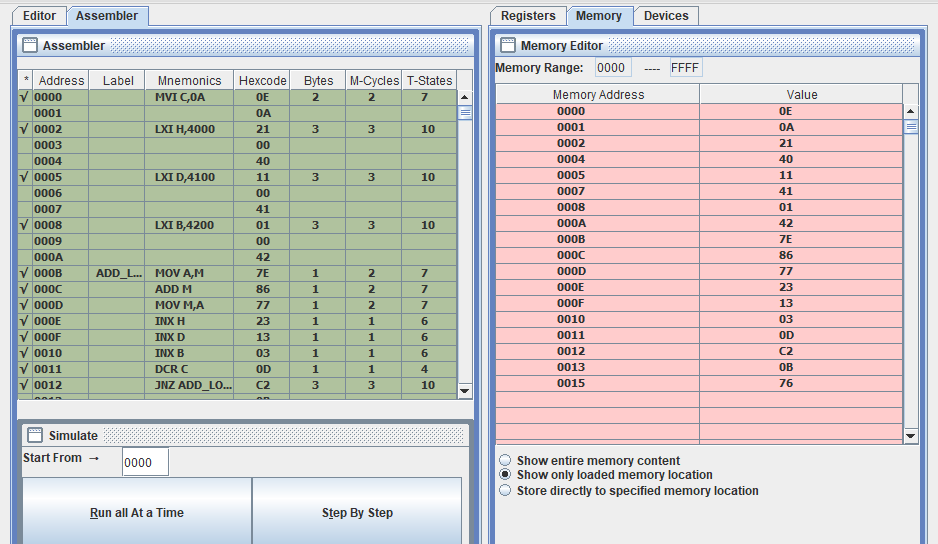 Editor Assembler
Assembler
* Address Label Mnemonics Hexcode Bytes M-Cycles T-States
√ 0000 MVI C,0A 0E 2 2 7
0001 0A
√ 0002 LXI H,4000 21 3 3 10
0003 00
0004 40
√ 0005 LXI D,4100 11 3 3 10
0006 00
0007 41
√ 0008 LXI B,4200 01 3 3 10
0009 00
000A 42
√ 000B ADD_L... MOV A,M 7E 1 2 7
√ 000C ADD M 86 1 2 7
√ 000D MOV M,A 77 1 2 7
√ 000E INX H 23 1 1 6
√ 000F INX D 13 1 1 6
√ 0010 INX B 03 1 1 6
√ 0011 DCR C 0D 1 1 4
√ 0012 JNZ ADD_LO... C2 3 3 10
Simulate
Start From → 0000
Run all At a Time Step By Step
Registers Memory Devices
Memory Editor
Memory Range: 0000 ---- FFFF
Memory Address Value
0000 0E
0001 0A
0002 21
0004 40
0005 11
0007 41
0008 01
000A 42
000B 7E
000C 86
000D 77
000E 23
000F 13
0010 03
0011 0D
0012 C2
0013 0B
0015 76
Show entire memory content
Show only loaded memory location
Store directly to specified memory location